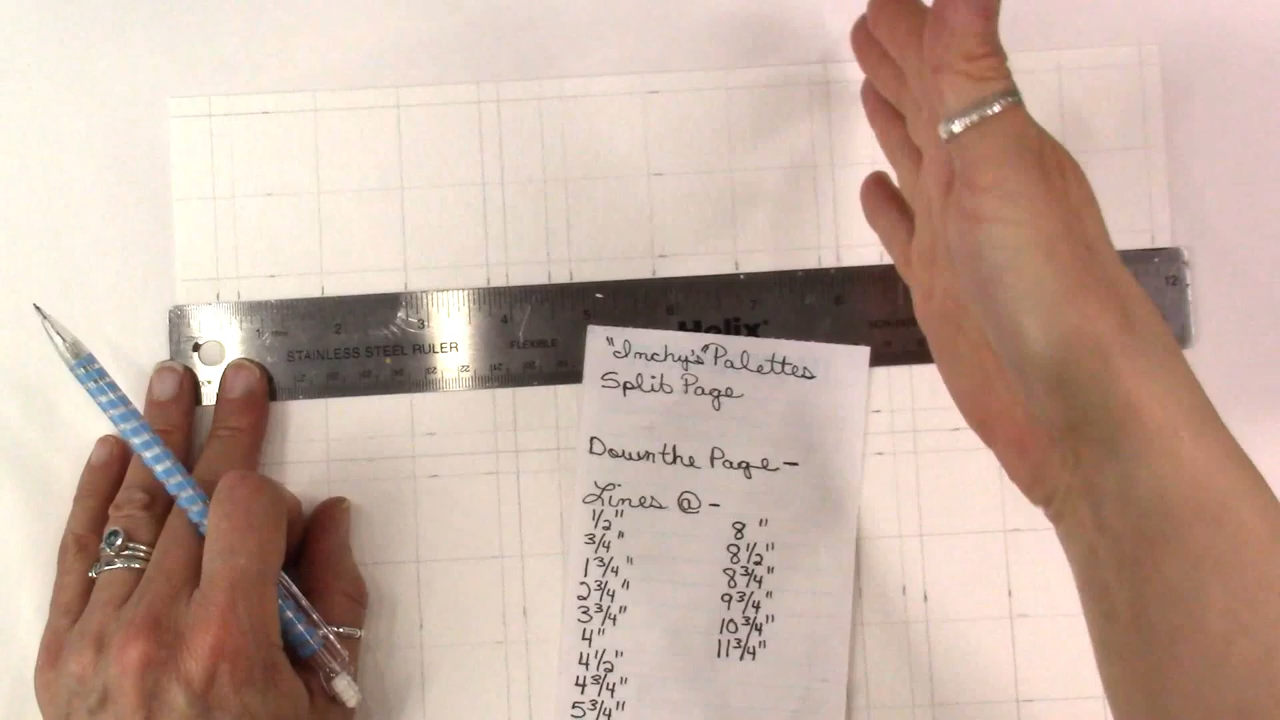 1 2 3 4 5 6 7 8 12
STAINLESS STEEL RULER FLEXIBLE Helix
"Inchy's" Palettes
Split Page
Down the Page -
Lines @ -
1/2"
3/4"
1 3/4"
2 3/4"
3 3/4"
4"
4 1/2"
4 3/4"
5 3/4"
8"
8 1/2"
8 3/4"
9 3/4"
10 3/4"
11 3/4"